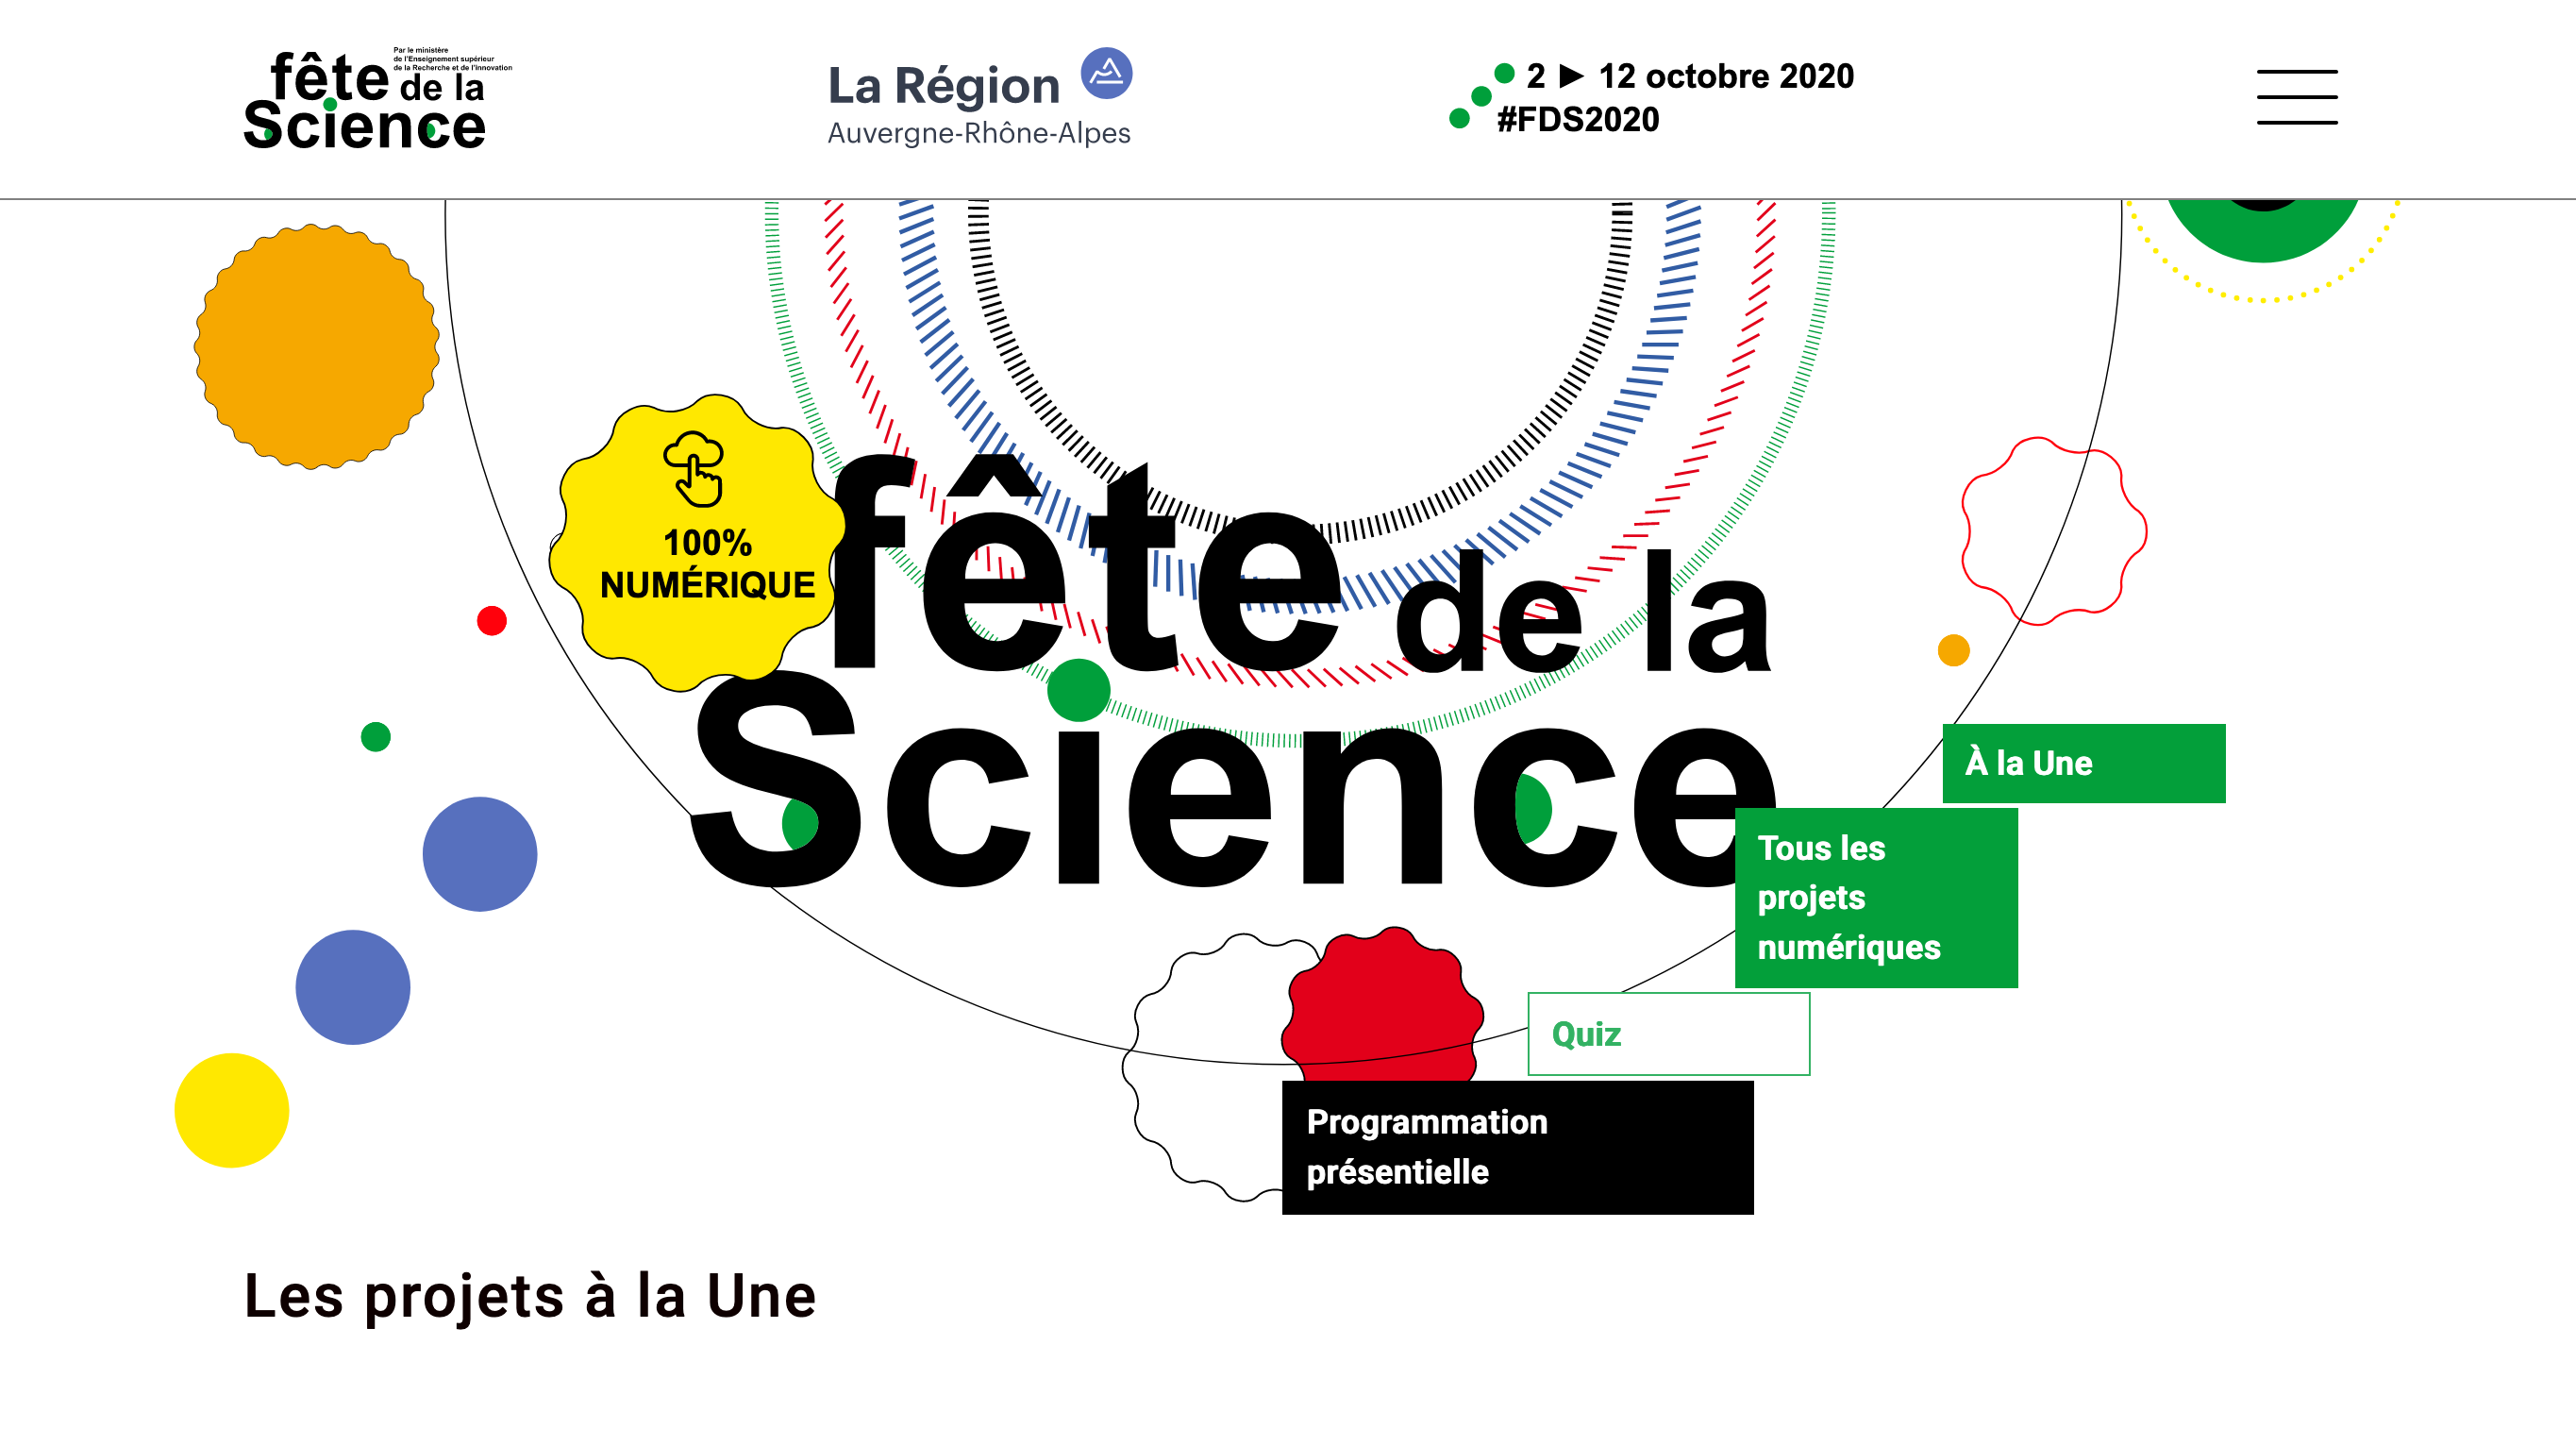 Par le ministère
de l'Enseignement supérieur
de la Recherche et de l'Innovation
fête de la
Science
La Région
Auvergne-Rhône-Alpes
2 ► 12 octobre 2020
#FDS2020
100%
NUMÉRIQUE
fête de la
Science
À la Une
Tous les
projets
numériques
Quiz
Programmation
présentielle
Les projets à la Une